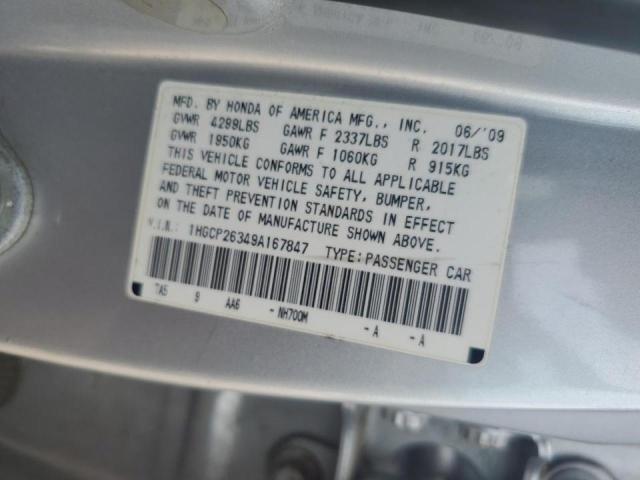 MFD. BY HONDA OF AMERICA MFG., INC. 06/'09
GVWR 4299LBS GAWR F 2337LBS R 2017LBS
GVWR 1950KG GAWR F 1060KG R 915KG
THIS VEHICLE CONFORMS TO ALL APPLICABLE
FEDERAL MOTOR VEHICLE SAFETY, BUMPER,
AND THEFT PREVENTION STANDARDS IN EFFECT
ON THE DATE OF MANUFACTURE SHOWN ABOVE.
V.I.N.: 1HGCP26349A167847 TYPE:PASSENGER CAR
TA5 9 AA6 -NH700M -A -A